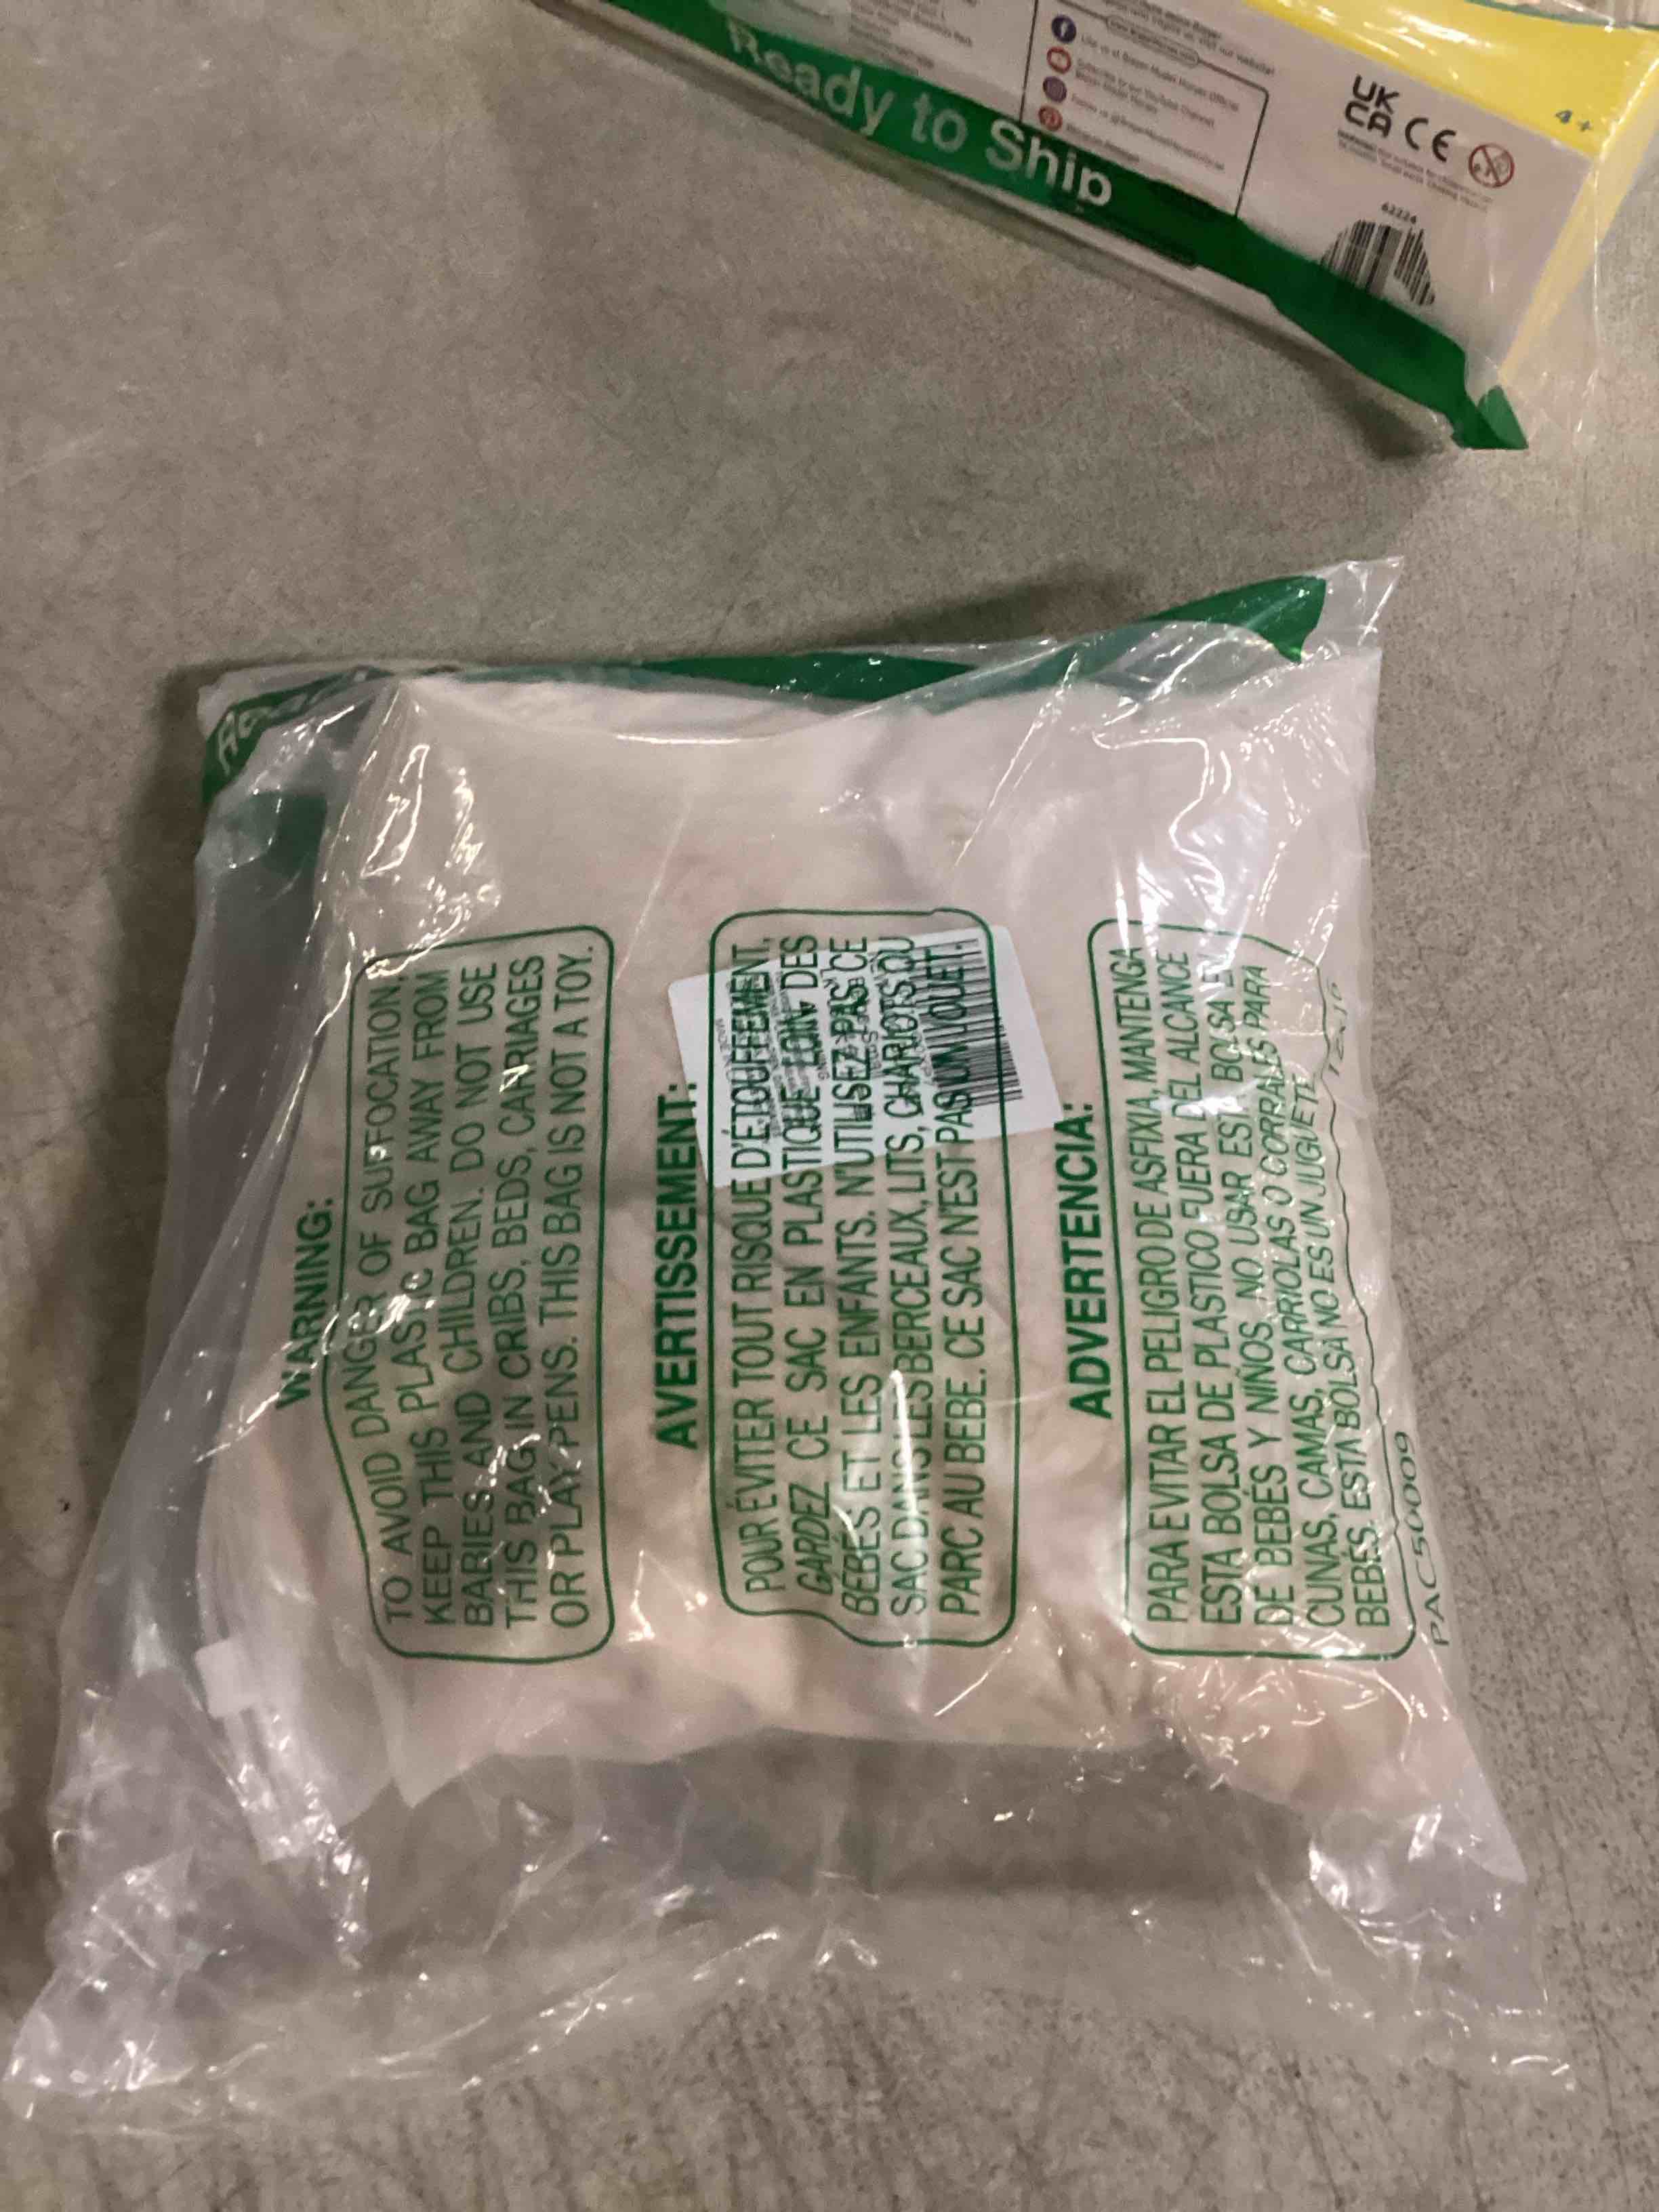 Ready to Ship
UK
CA CE
4+
62224
WARNING:
TO AVOID DANGER OF SUFFOCATION,
KEEP THIS PLASTIC BAG AWAY FROM
BABIES AND CHILDREN. DO NOT USE
THIS BAG IN CRIBS, BEDS, CARRIAGES
OR PLAY PENS. THIS BAG IS NOT A TOY.
AVERTISSEMENT:
POUR ÉVITER TOUT RISQUE D'ÉTOUFFEMENT,
GARDEZ CE SAC EN PLASTIQUE LOIN DES
BEBES ET LES ENFANTS. N'UTILISEZ PAS CE
SAC DANS LES BERCEAUX, LITS, CHARIOTS OU
PARC AU BEBE. CE SAC N'EST PAS UN JOUET.
ADVERTENCIA:
PARA EVITAR EL PELIGRO DE ASFIXIA, MANTENGA
ESTA BOLSA DE PLASTICO FUERA DEL ALCANCE
DE BEBÉS Y NIÑOS. NO USAR ESTA BOLSA EN
CUNAS, CAMAS, CARRIOLAS O CORRALES PARA
BEBÉS. ESTA BOLSA NO ES UN JUGUETE
PAC50009